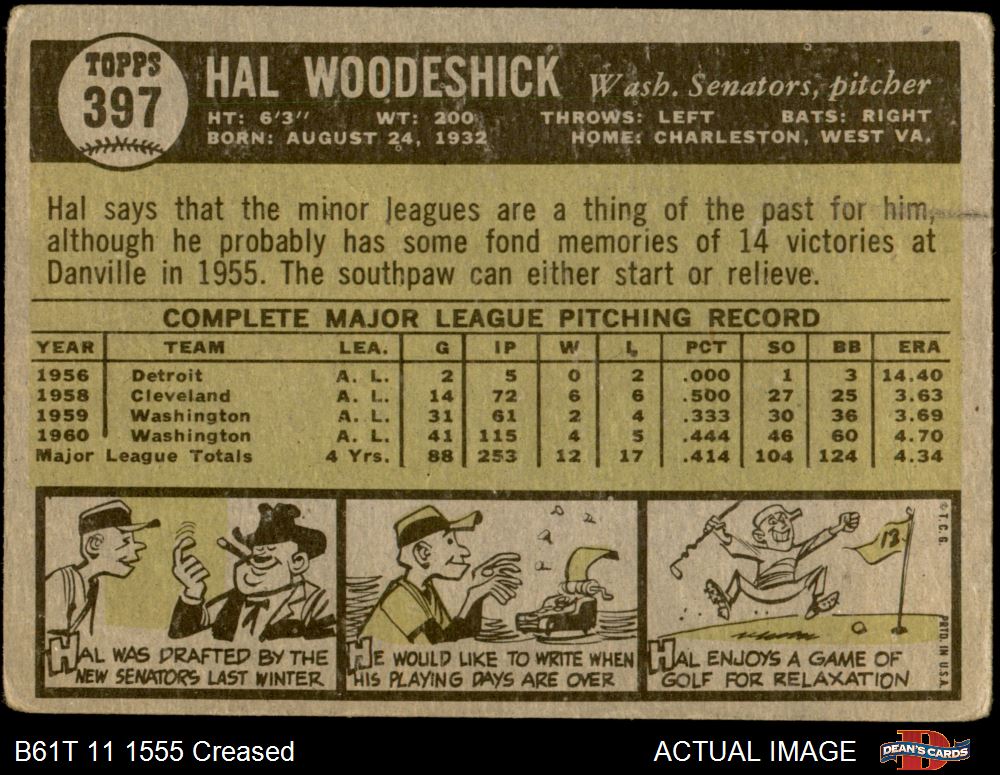 TOPPS
397
HAL WOODESHICK Wash. Senators, pitcher
HT: 6'3" WT: 200 THROWS: LEFT BATS: RIGHT
BORN: AUGUST 24, 1932 HOME: CHARLESTON, WEST VA.
Hal says that the minor leagues are a thing of the past for him,
although he probably has some fond memories of 14 victories at
Danville in 1955. The southpaw can either start or relieve.
COMPLETE MAJOR LEAGUE PITCHING RECORD
YEAR TEAM LEA. G IP W L PCT SO BB ERA
1956 Detroit A. L. 2 5 0 2 .000 1 3 14.40
1958 Cleveland A. L. 14 72 6 6 .500 27 25 3.63
1959 Washington A. L. 31 61 2 4 .333 30 36 3.69
1960 Washington A. L. 41 115 4 5 .444 46 60 4.70
Major League Totals 4 Yrs. 88 253 12 17 .414 104 124 4.34
HAL WAS DRAFTED BY THE
NEW SENATORS LAST WINTER
HE WOULD LIKE TO WRITE WHEN
HIS PLAYING DAYS ARE OVER
13
HAL ENJOYS A GAME OF
GOLF FOR RELAXATION
© T.C.G.
PRTD. IN U.S.A.
B61T 11 1555 Creased
ACTUAL IMAGE
DEAN'S CARDS